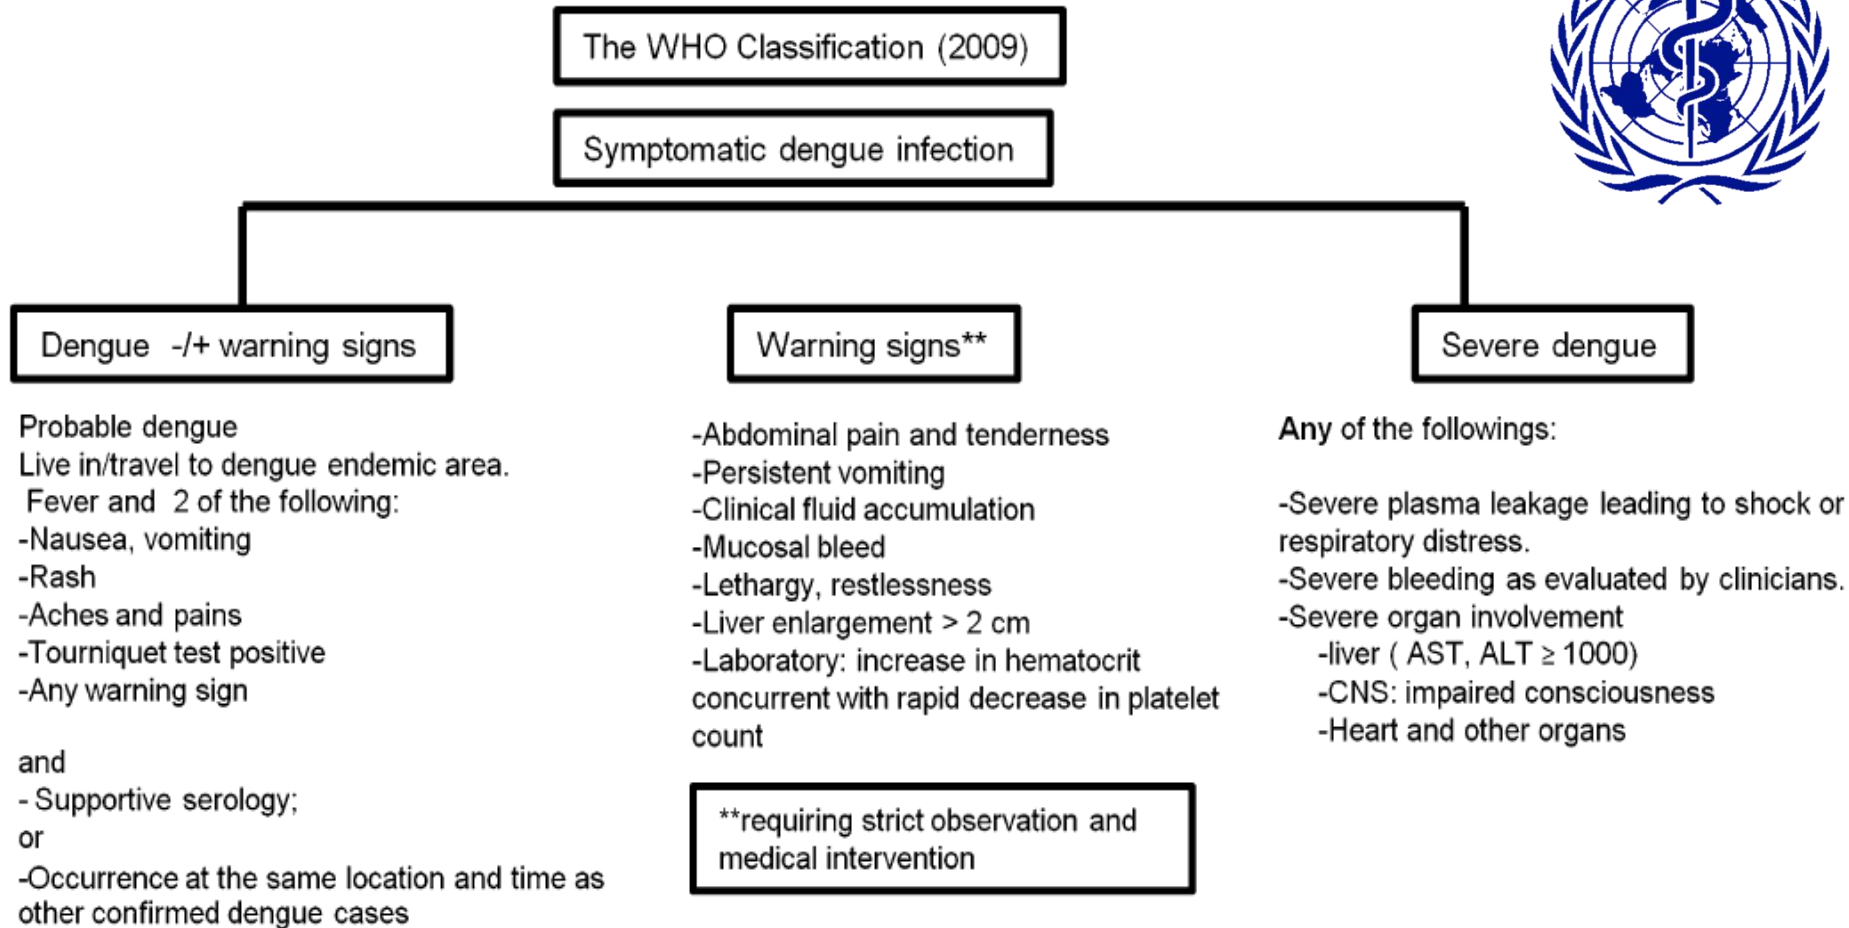 The WHO Classification (2009)
Symptomatic dengue infection
Dengue -/+ warning signs
Probable dengue
Live in/travel to dengue endemic area.
Fever and 2 of the following:
-Nausea, vomiting
-Rash
-Aches and pains
-Tourniquet test positive
-Any warning sign
and
- Supportive serology;
or
-Occurrence at the same location and time as
other confirmed dengue cases
Warning signs**
-Abdominal pain and tenderness
-Persistent vomiting
-Clinical fluid accumulation
-Mucosal bleed
-Lethargy, restlessness
-Liver enlargement > 2 cm
-Laboratory: increase in hematocrit
concurrent with rapid decrease in platelet
count
**requiring strict observation and
medical intervention
Severe dengue
Any of the followings:
-Severe plasma leakage leading to shock or
respiratory distress.
-Severe bleeding as evaluated by clinicians.
-Severe organ involvement
-liver ( AST, ALT ≥ 1000)
-CNS: impaired consciousness
-Heart and other organs